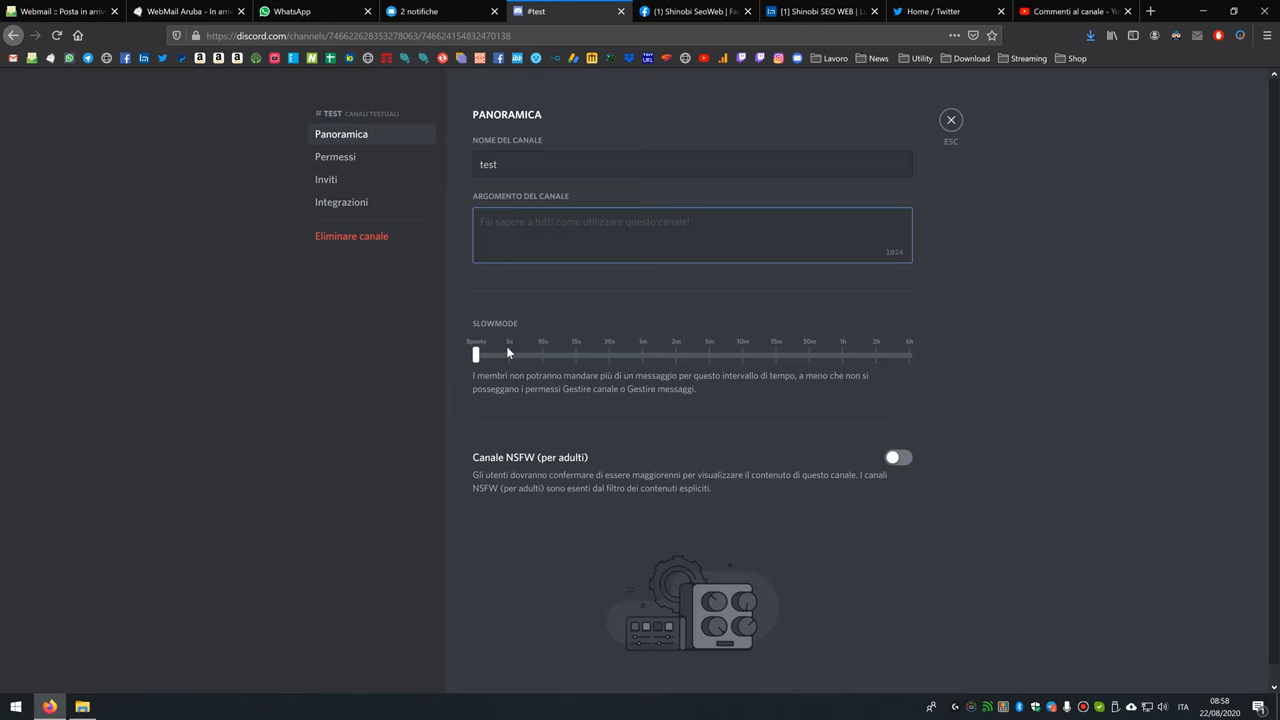 Webmail :: Posta in arriv
WebMail Aruba - In arriv
WhatsApp
2 notifiche
#test
(1) Shinobi SeoWeb | Fac
[1] Shinobi SEO WEB | L
Home / Twitter
Commenti al canale - Yo
https://discord.com/channels/746622628353278063/746624154832470138
Lavoro
News
Utility
Download
Streaming
Shop
# TEST CANALI TESTUALI
Panoramica
Permessi
Inviti
Integrazioni
Eliminare canale
PANORAMICA
NOME DEL CANALE
test
ARGOMENTO DEL CANALE
Fai sapere a tutti come utilizzare questo canale!
1024
ESC
SLOWMODE
Spento 5s 10s 15s 30s 1m 2m 5m 10m 15m 30m 1h 2h 6h
I membri non potranno mandare più di un messaggio per questo intervallo di tempo, a meno che non si
posseggano i permessi Gestire canale o Gestire messaggi.
Canale NSFW (per adulti)
Gli utenti dovranno confermare di essere maggiorenni per visualizzare il contenuto di questo canale. I canali
NSFW (per adulti) sono esenti dal filtro dei contenuti espliciti.
ITA
08:58
22/08/2020